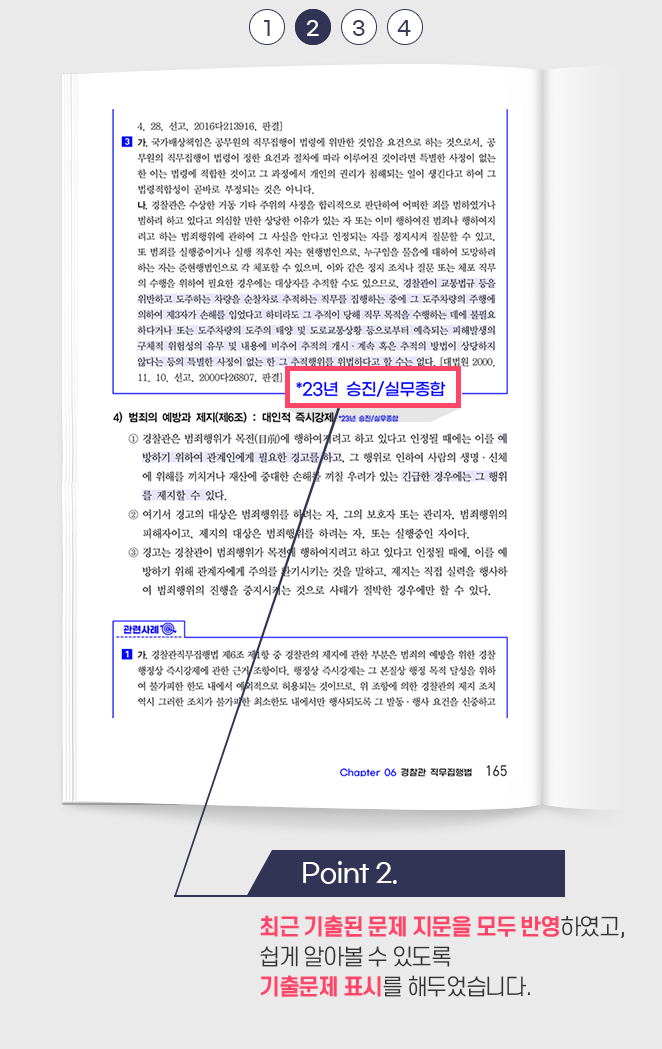 1 2 3 4
4. 28. 선고, 2016다213916, 판결]
3 가. 국가배상책임은 공무원의 직무집행이 법령에 위반한 것임을 요건으로 하는 것으로서, 공
무원의 직무집행이 법령이 정한 요건과 절차에 따라 이루어진 것이라면 특별한 사정이 없는
한 이는 법령에 적합한 것이고 그 과정에서 개인의 권리가 침해되는 일이 생긴다고 하여 그
법령적합성이 곧바로 부정되는 것은 아니다.
나. 경찰관은 수상한 거동 기타 주위의 사정을 합리적으로 판단하여 어떠한 죄를 범하였거나
범하려 하고 있다고 의심할 만한 상당한 이유가 있는 자 또는 이미 행하여진 범죄나 행하여지
려고 하는 범죄행위에 관하여 그 사실을 안다고 인정되는 자를 정지시켜 질문할 수 있고,
또 범죄를 실행중이거나 실행 직후인 자는 현행범인으로, 누구임을 물음에 대하여 도망하려
하는 자는 준현행범인으로 각 체포할 수 있으며, 이와 같은 정지 조치나 질문 또는 체포 직무
의 수행을 위하여 필요한 경우에는 대상자를 추적할 수도 있으므로, 경찰관이 교통법규 등을
위반하고 도주하는 차량을 순찰차로 추적하는 직무를 집행하는 중에 그 도주차량의 주행에
의하여 제3자가 손해를 입었다고 하더라도 그 추적이 당해 직무 목적을 수행하는 데에 불필요
하다거나 또는 도주차량의 도주의 태양 및 도로교통상황 등으로부터 예측되는 피해발생의
구체적 위험성의 유무 및 내용에 비추어 추적의 개시·계속 혹은 추적의 방법이 상당하지
않다는 등의 특별한 사정이 없는 한 그 추적행위를 위법하다고 할 수는 없다. [대법원 2000.
11. 10. 선고, 2000다26807, 판결]
*23년 승진/실무종합
4) 범죄의 예방과 제지(제6조) : 대인적 즉시강제 *23년 승진/실무종합
① 경찰관은 범죄행위가 목전(目前)에 행하여지려고 하고 있다고 인정될 때에는 이를 예
방하기 위하여 관계인에게 필요한 경고를 하고, 그 행위로 인하여 사람의 생명·신체
에 위해를 끼치거나 재산에 중대한 손해를 끼칠 우려가 있는 긴급한 경우에는 그 행위
를 제지할 수 있다.
② 여기서 경고의 대상은 범죄행위를 하려는 자, 그의 보호자 또는 관리자, 범죄행위의
피해자이고, 제지의 대상은 범죄행위를 하려는 자, 또는 실행중인 자이다.
③ 경고는 경찰관이 범죄행위가 목전에 행하여지려고 하고 있다고 인정될 때에, 이를 예
방하기 위해 관계자에게 주의를 환기시키는 것을 말하고, 제지는 직접 실력을 행사하
여 범죄행위의 진행을 중지시키는 것으로 사태가 절박한 경우에만 할 수 있다.
관련사례
1 가. 경찰관직무집행법 제6조 제1항 중 경찰관의 제지에 관한 부분은 범죄의 예방을 위한 경찰
행정상 즉시강제에 관한 근거 조항이다. 행정상 즉시강제는 그 본질상 행정 목적 달성을 위하
여 불가피한 한도 내에서 예외적으로 허용되는 것이므로, 위 조항에 의한 경찰관의 제지 조치
역시 그러한 조치가 불가피한 최소한도 내에서만 행사되도록 그 발동·행사 요건을 신중하고
Chapter 06 경찰관 직무집행법 165
Point 2.
최근 기출된 문제 지문을 모두 반영하였고,
쉽게 알아볼 수 있도록
기출문제 표시를 해두었습니다.